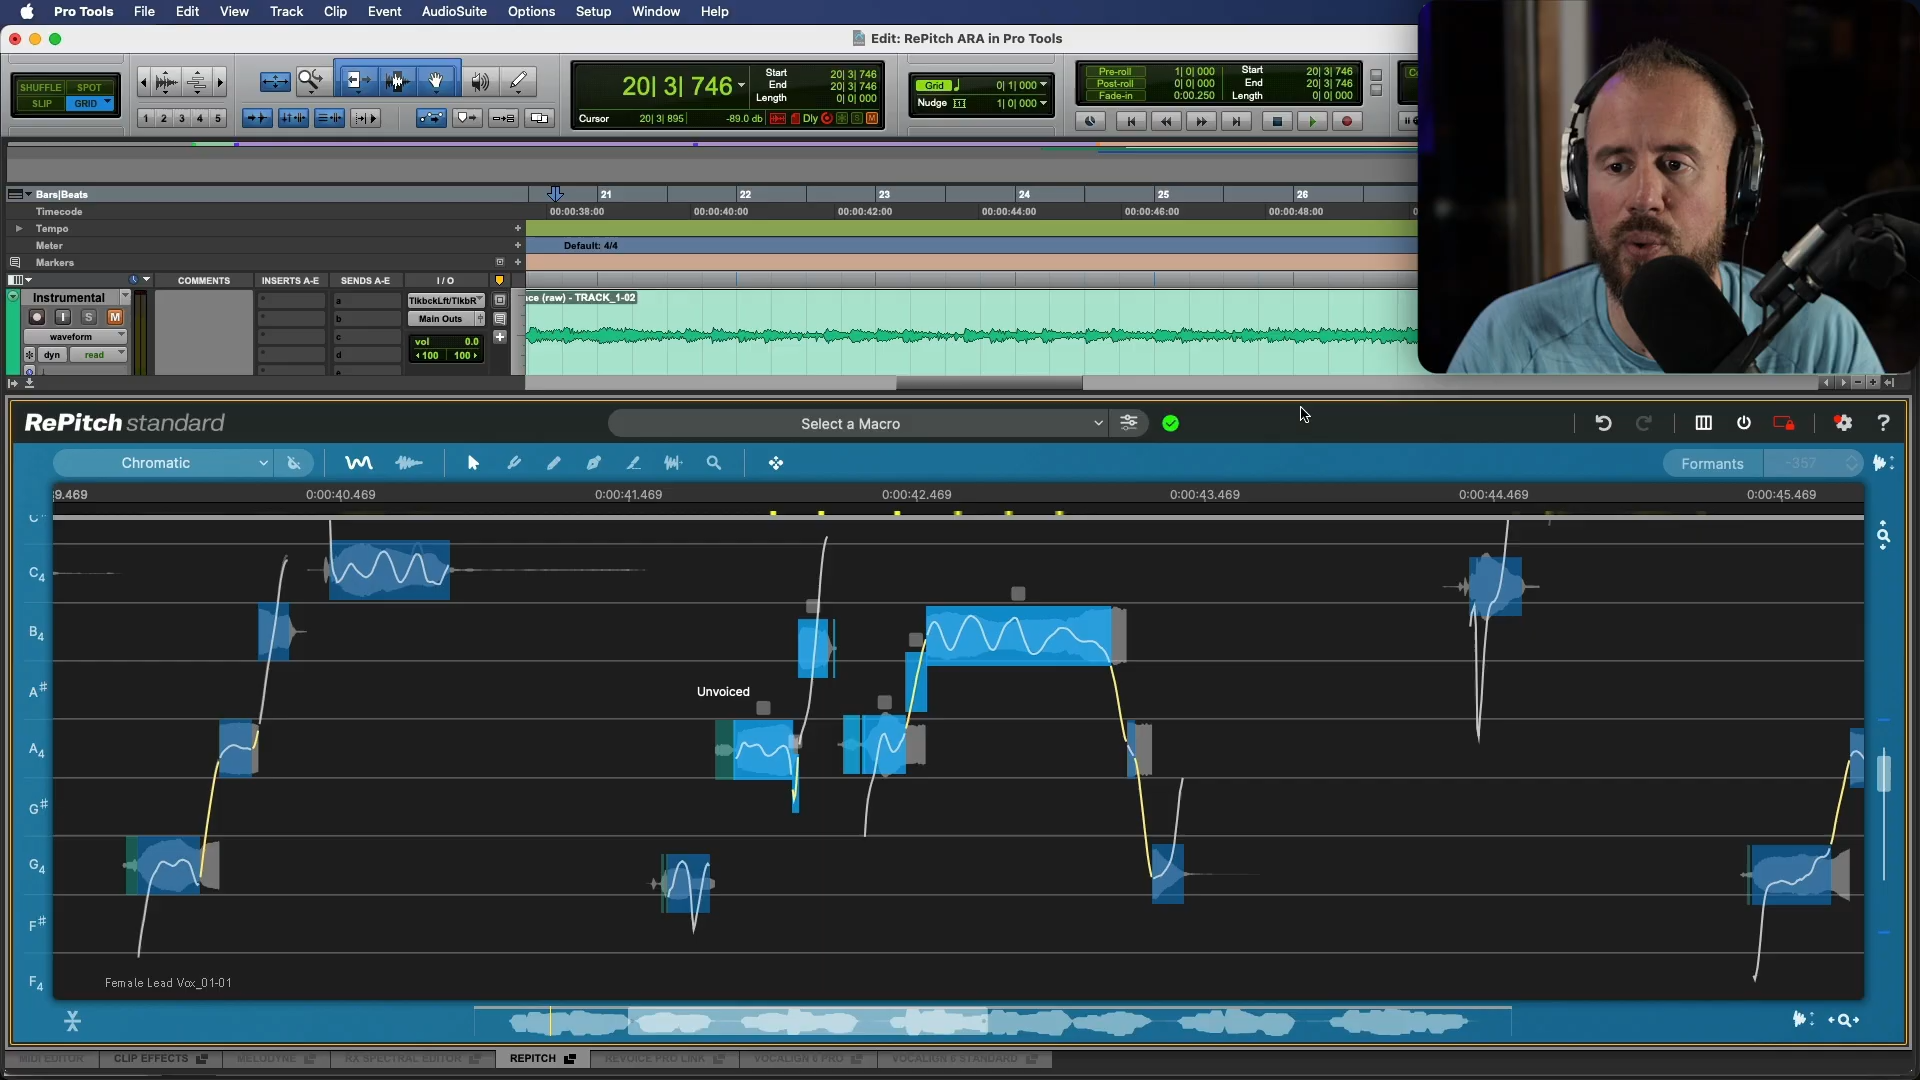 Pro Tools File Edit View Track Clip Event AudioSuite Options Setup Window Help
Edit: RePitch ARA in Pro Tools
SHUFFLE SPOT
SLIP GRID
1 2 3 4 5
20| 3| 746
Start 20| 3| 746
End 20| 3| 746
Length 0| 0| 000
Cursor 20| 3| 895 -89.0 db Dly S M
Grid 0| 1| 000
Nudge 1| 0| 000
Pre-roll 1| 0| 000
Post-roll 0| 0| 000
Fade-in 0:00.250
Start 20| 3| 746
End 20| 3| 746
Length 0| 0| 000
Bars|Beats 21 22 23 24 25 26
Timecode 00:00:38:00 00:00:40:00 00:00:42:00 00:00:44:00 00:00:46:00 00:00:48:00
Tempo
Meter Default: 4/4
Markers
COMMENTS INSERTS A-E SENDS A-E I / O
Instrumental
I S M
waveform
dyn read
a
b
c
d
TlkbckLft/TlkbR
Main Outs
vol 0.0
100 100
ce (raw) - TRACK_1-02
RePitch standard
Select a Macro
?
Chromatic
Formants -357
9.469 0:00:40.469 0:00:41.469 0:00:42.469 0:00:43.469 0:00:44.469 0:00:45.469
C#
C4
B4
A#
Unvoiced
A4
G#
G4
F#
F4
Female Lead Vox_01-01
MIDI EDITOR CLIP EFFECTS MELODYNE RX SPECTRAL EDITOR REPITCH REVOICE PRO LINK VOCALIGN 6 PRO VOCALIGN 6 STANDARD